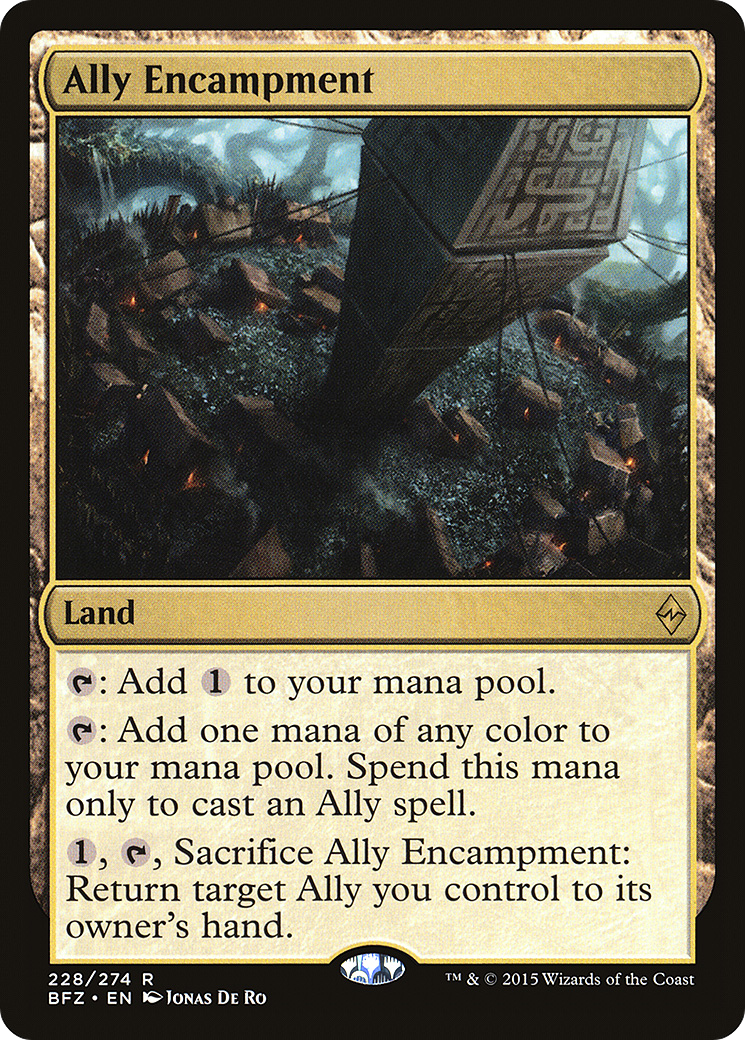 Ally Encampment
Land
: Add 1 to your mana pool.
: Add one mana of any color to
your mana pool. Spend this mana
only to cast an Ally spell.
1, , Sacrifice Ally Encampment:
Return target Ally you control to its
owner's hand.
228/274 R
BFZ • EN Jonas De Ro
™ & © 2015 Wizards of the Coast